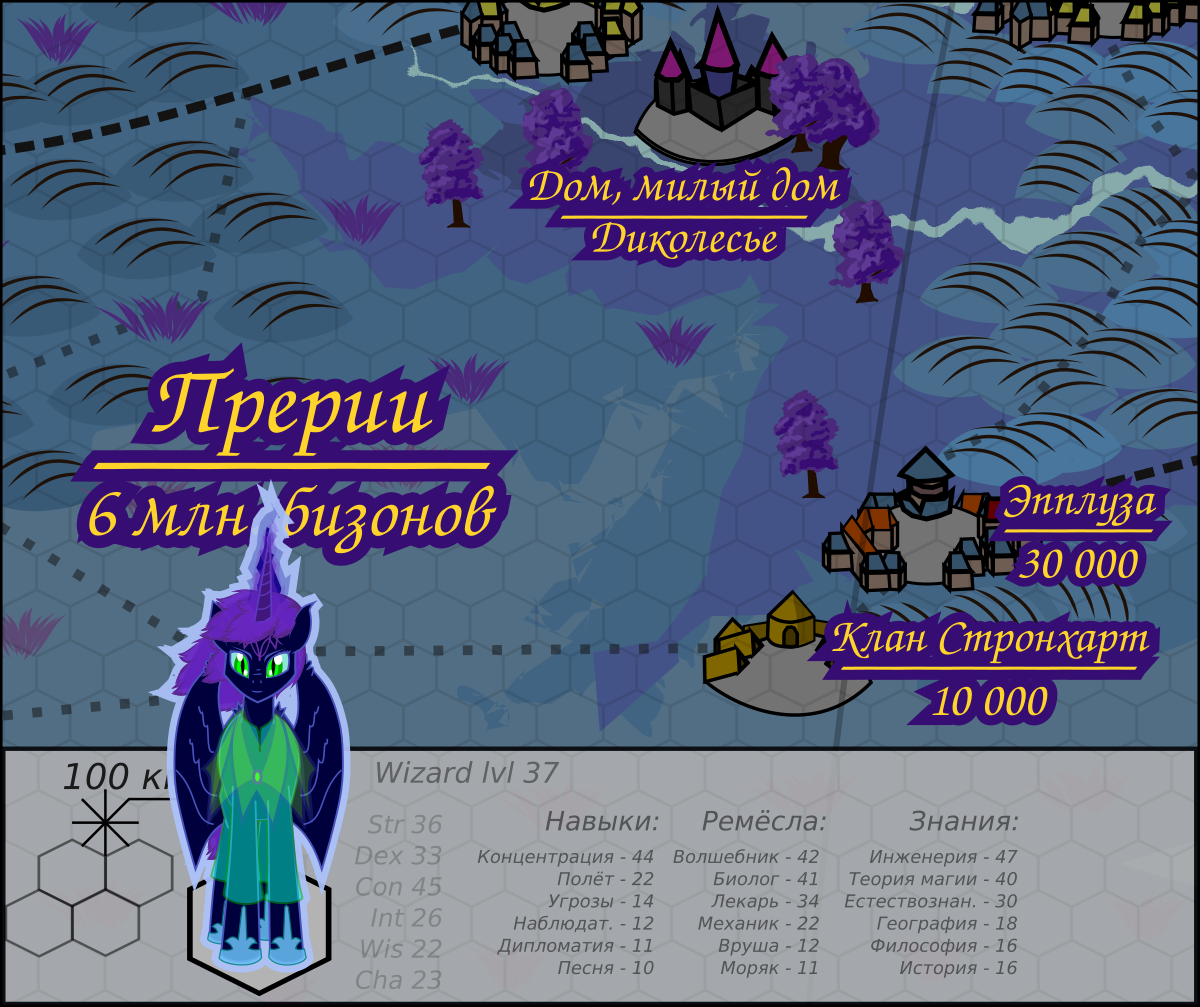 Дом, милый дом
Диколесье
Прерии
6 млн бизонов
Эпплуза
30 000
Клан Стронхарт
10 000
100 к
Wizard lvl 37
Str 36
Dex 33
Con 45
Int 26
Wis 22
Cha 23
Навыки:
Концентрация - 44
Полёт - 22
Угрозы - 14
Наблюдат. - 12
Дипломатия - 11
Песня - 10
Ремёсла:
Волшебник - 42
Биолог - 41
Лекарь - 34
Механик - 22
Вруша - 12
Моряк - 11
Знания:
Инженерия - 47
Теория магии - 40
Естествознан. - 30
География - 18
Философия - 16
История - 16